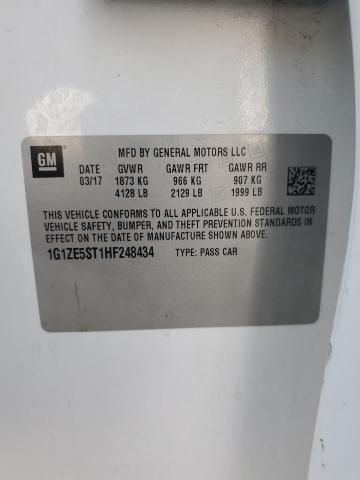 GM
MFD BY GENERAL MOTORS LLC
DATE GVWR GAWR FRT GAWR RR
03/17 1873 KG 966 KG 907 KG
4128 LB 2129 LB 1999 LB
THIS VEHICLE CONFORMS TO ALL APPLICABLE U.S. FEDERAL MOTOR
VEHICLE SAFETY, BUMPER, AND THEFT PREVENTION STANDARDS
IN EFFECT ON THE DATE OF MANUFACTURE SHOWN ABOVE.
1G1ZE5ST1HF248434 TYPE: PASS CAR